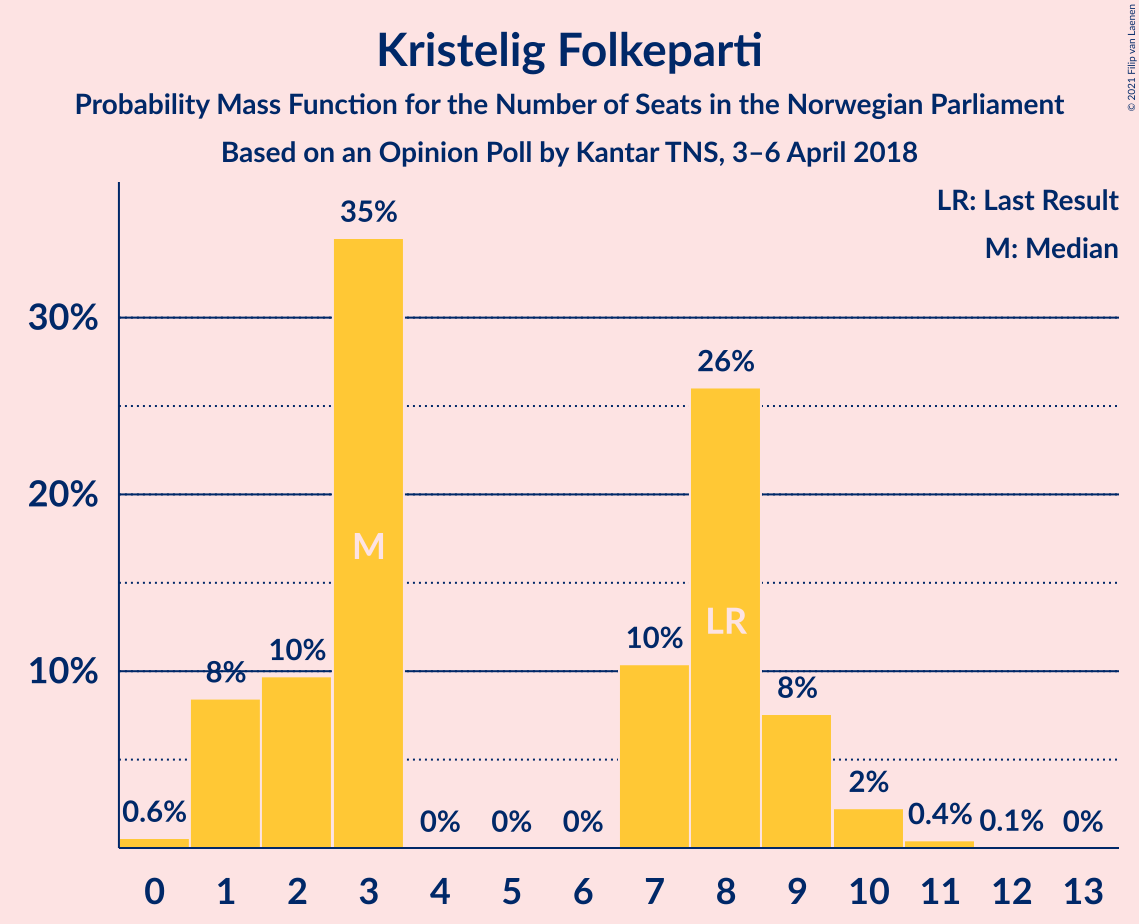 Kristelig Folkeparti
Probability Mass Function for the Number of Seats in the Norwegian Parliament
Based on an Opinion Poll by Kantar TNS, 3–6 April 2018
© 2021 Filip van Laenen
LR: Last Result
M: Median
30%
20%
10%
0.6%
8%
10%
35%
0%
0%
0%
10%
26%
8%
2%
0.4%
0.1%
0%
M
LR
0 1 2 3 4 5 6 7 8 9 10 11 12 13